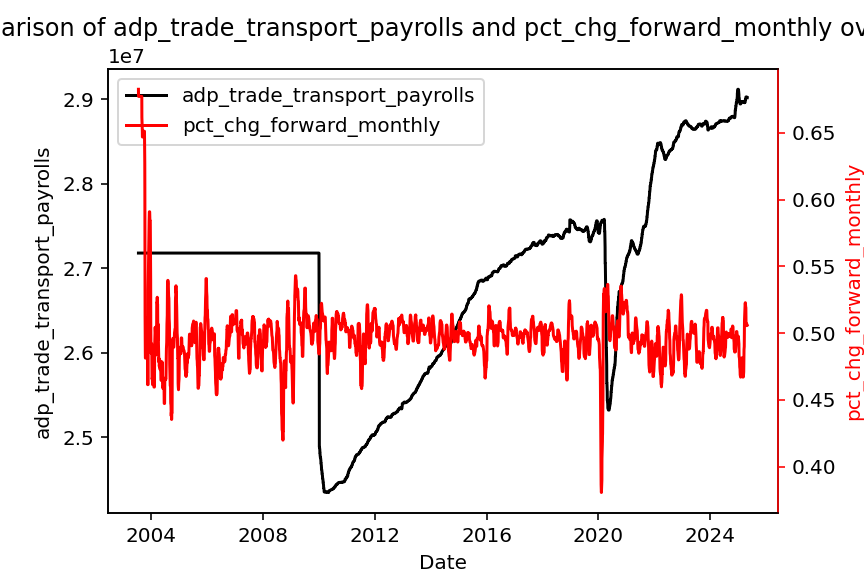 arison of adp_trade_transport_payrolls and pct_chg_forward_monthly ov
1e7
adp_trade_transport_payrolls
pct_chg_forward_monthly
2.9
2.8
2.7
2.6
2.5
adp_trade_transport_payrolls
0.65
0.60
0.55
0.50
0.45
0.40
pct_chg_forward_monthly
2004 2008 2012 2016 2020 2024
Date